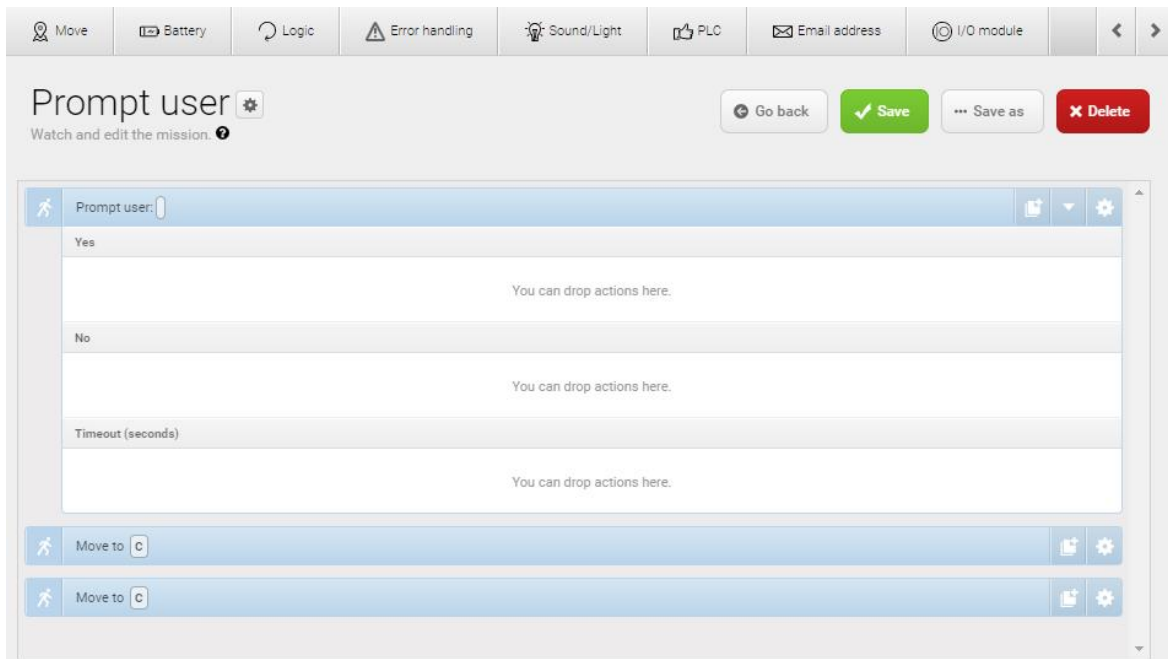 Move Battery Logic Error handling Sound/Light PLC Email address I/O module
Prompt user
Go back Save Save as Delete
Watch and edit the mission.
Prompt user:
Yes
You can drop actions here.
No
You can drop actions here.
Timeout (seconds)
You can drop actions here.
Move to C
Move to C